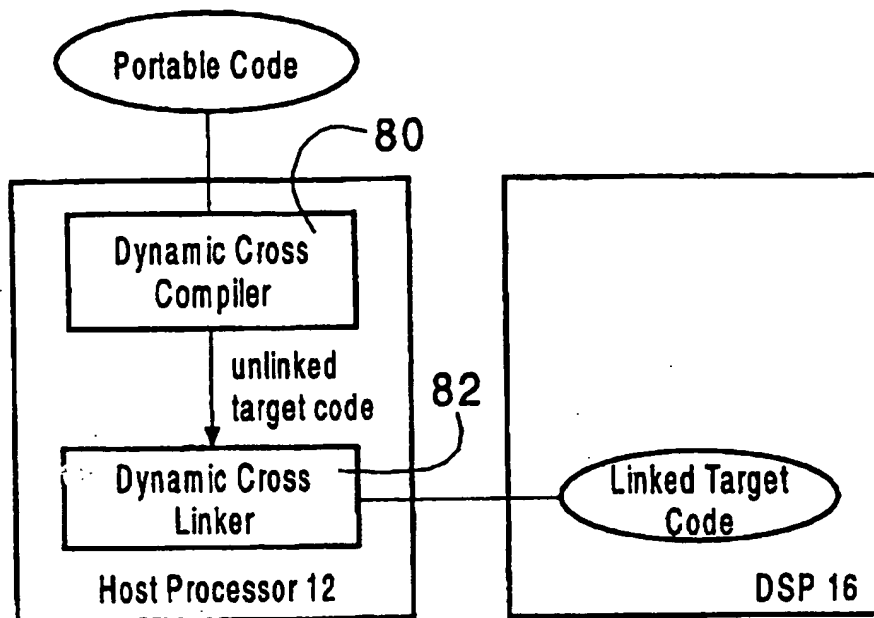 Portable Code
80
Dynamic Cross
Compiler
unlinked
target code
82
Dynamic Cross
Linker
Linked Target
Code
Host Processor 12
DSP 16